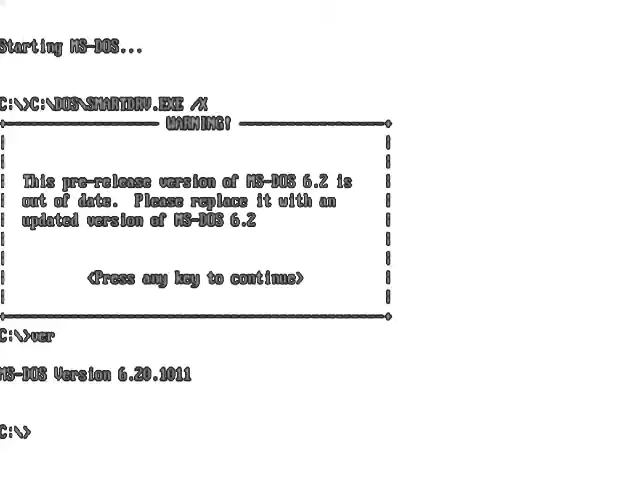 Starting MS-DOS...
C:\>C:\DOS\SMARTDRV.EXE /X
WARNING!
This pre-release version of MS-DOS 6.2 is
out of date.  Please replace it with an
updated version of MS-DOS 6.2
<Press any key to continue>
C:\>ver
MS-DOS Version 6.20.1011
C:\>